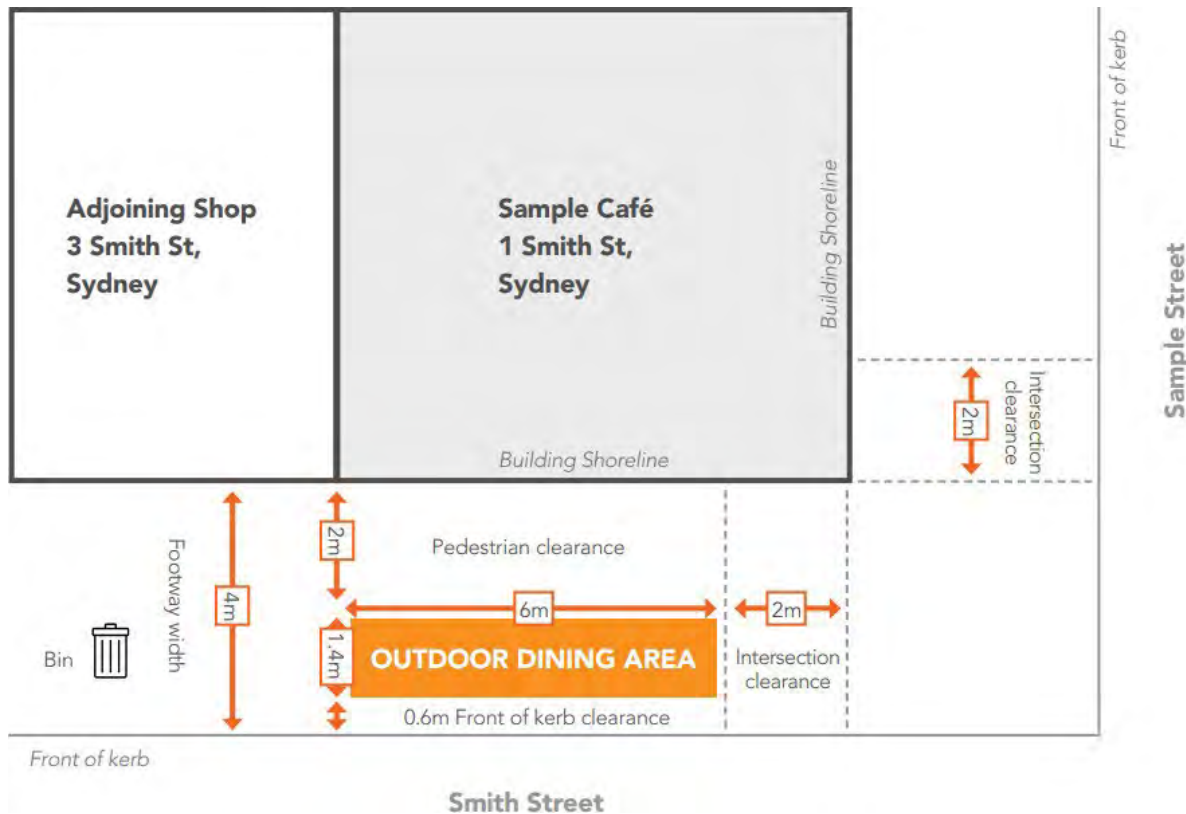 Front of kerb
Adjoining Shop
3 Smith St,
Sydney
Sample Café
1 Smith St,
Sydney
Building Shoreline
Sample Street
Intersection
clearance
2m
Building Shoreline
Footway width
4m
2m
Pedestrian clearance
6m
2m
Bin
1.4m
OUTDOOR DINING AREA
Intersection
clearance
0.6m Front of kerb clearance
Front of kerb
Smith Street